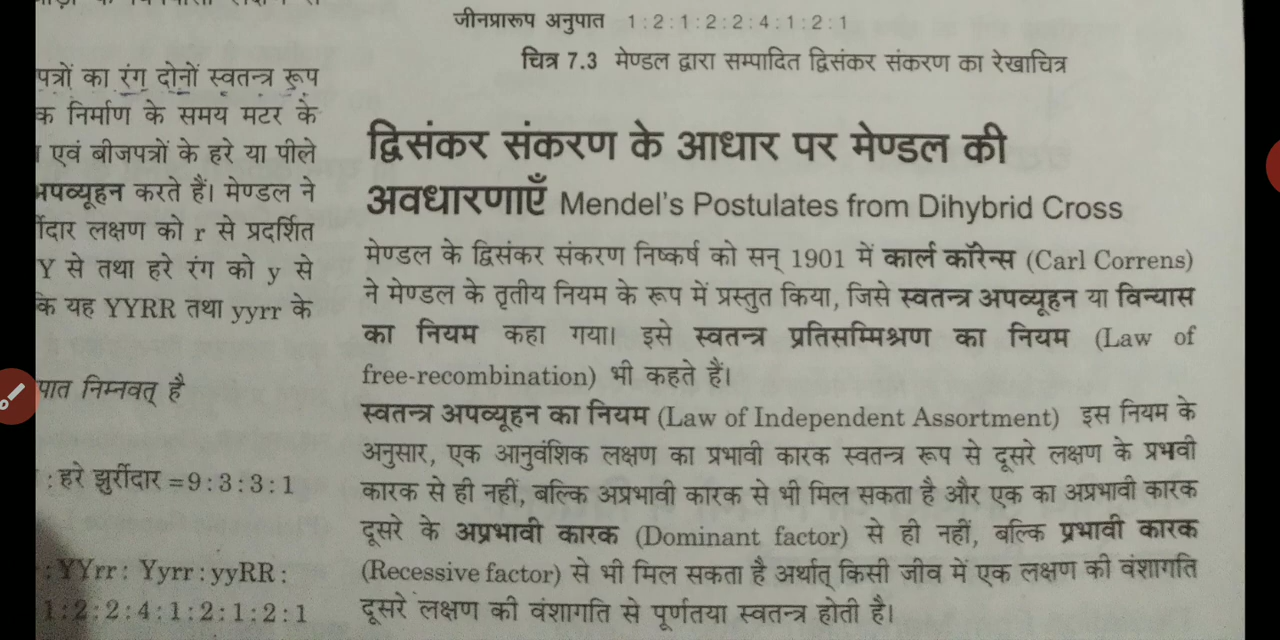 पत्रों का रंग दोनों स्वतन्त्र रूप
क निर्माण के समय मटर के
एवं बीजपत्रों के हरे या पीले
अपव्यूहन करते हैं। मेण्डल ने
र्रीदार लक्षण को r से प्रदर्शित
Y से तथा हरे रंग को y से
कि यह YYRR तथा yyrr के
पात निम्नवत् है
: हरे झुर्रीदार =9:3:3:1
: YYrr: Yyrr: yyRR:
1:2:2:4:1:2:1:2:1
जीनप्रारूप अनुपात 1:2:1:2:2:4:1:2:1
चित्र 7.3 मेण्डल द्वारा सम्पादित द्विसंकर संकरण का रेखाचित्र
द्विसंकर संकरण के आधार पर मेण्डल की
अवधारणाएँ Mendel's Postulates from Dihybrid Cross
मेण्डल के द्विसंकर संकरण निष्कर्ष को सन् 1901 में कार्ल कॉरेन्स (Carl Correns)
ने मेण्डल के तृतीय नियम के रूप में प्रस्तुत किया, जिसे स्वतन्त्र अपव्यूहन या विन्यास
का नियम कहा गया। इसे स्वतन्त्र प्रतिसम्मिश्रण का नियम (Law of
free-recombination) भी कहते हैं।
स्वतन्त्र अपव्यूहन का नियम (Law of Independent Assortment) इस नियम के
अनुसार, एक आनुवंशिक लक्षण का प्रभावी कारक स्वतन्त्र रूप से दूसरे लक्षण के प्रभवी
कारक से ही नहीं, बल्कि अप्रभावी कारक से भी मिल सकता है और एक का अप्रभावी कारक
दूसरे के अप्रभावी कारक (Dominant factor) से ही नहीं, बल्कि प्रभावी कारक
(Recessive factor) से भी मिल सकता है अर्थात् किसी जीव में एक लक्षण की वंशागति
दूसरे लक्षण की वंशागति से पूर्णतया स्वतन्त्र होती है।